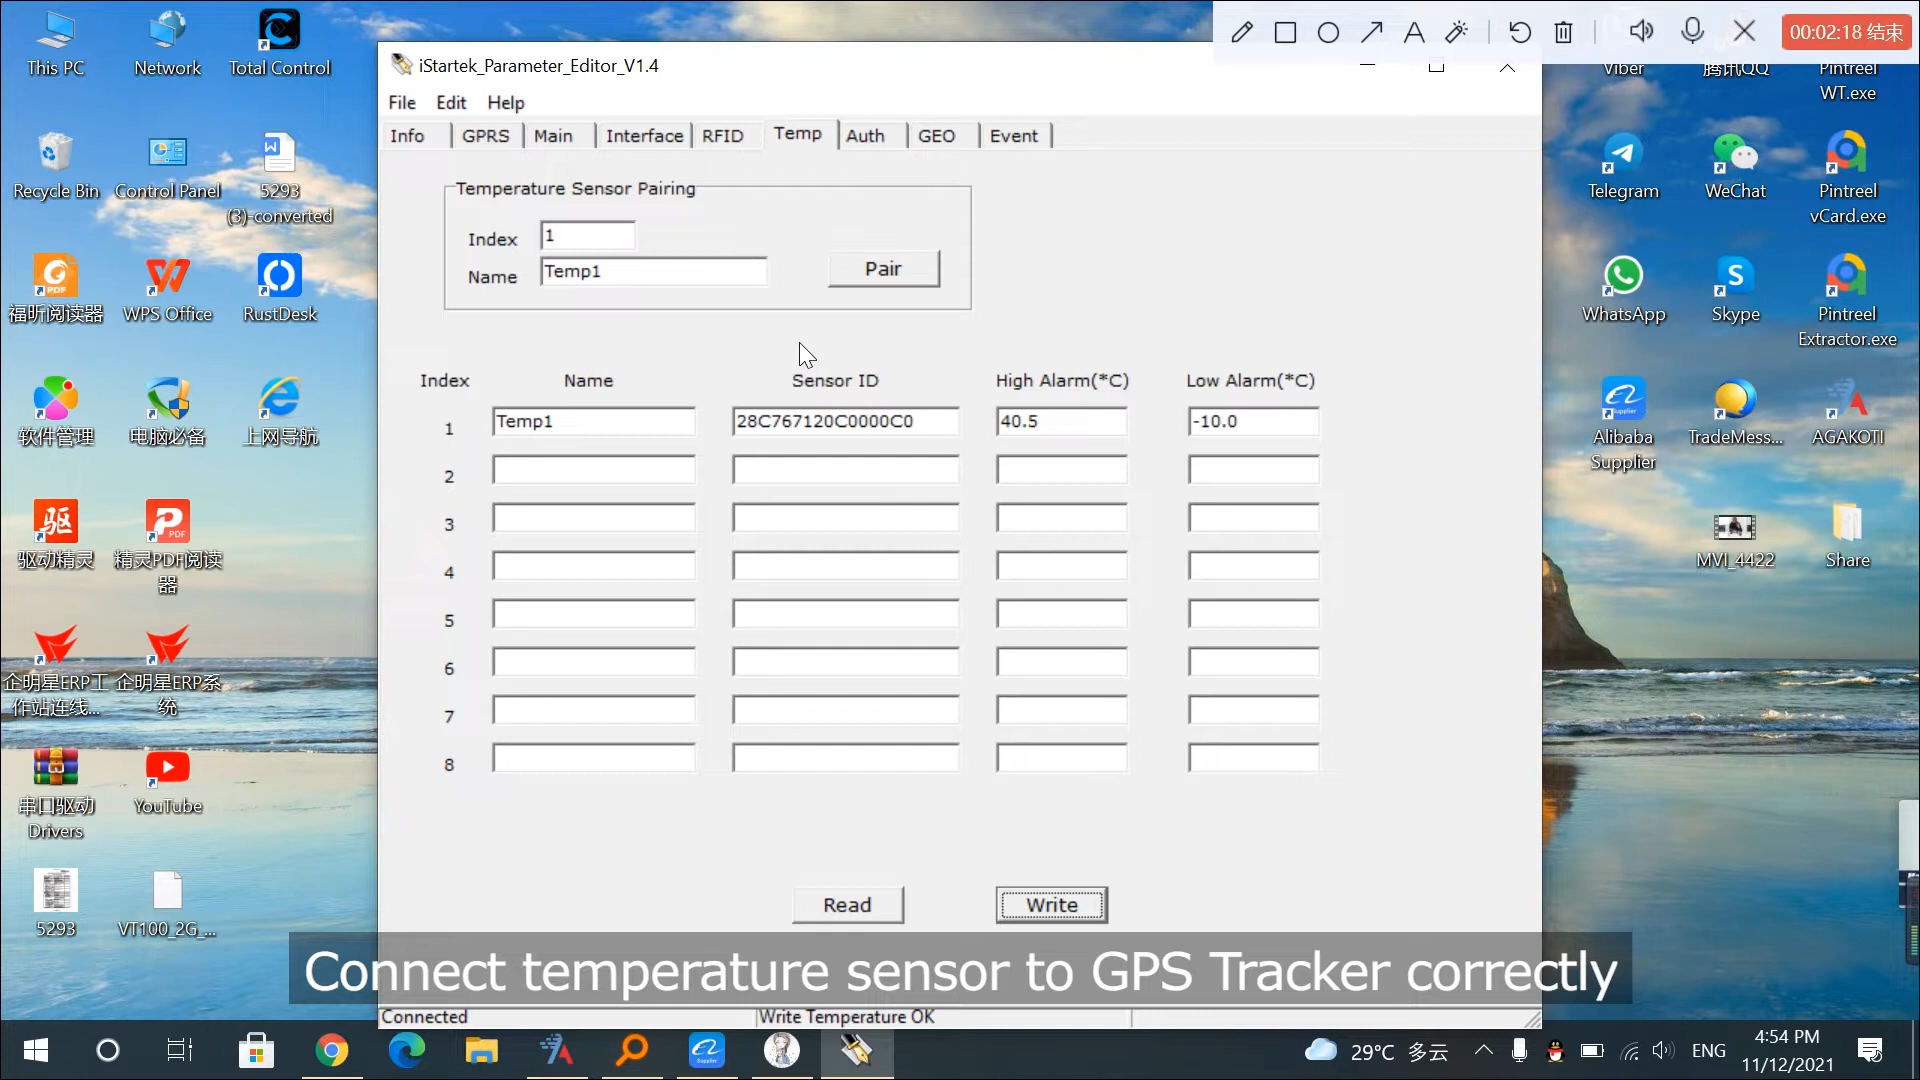 This PC
Network
Total Control
Recycle Bin
Control Panel
5293
(3)-converted
PDF
福昕阅读器
WPS Office
RustDesk
软件管理
电脑必备
上网导航
驱
驱动精灵
PDF
精灵PDF阅读
器
企明星ERP工
作站连线...
企明星ERP系
统
串口驱动
Drivers
YouTube
5293
VT100_2G_...
00:02:18 结束
iStartek_Parameter_Editor_V1.4
File
Edit
Help
Info
GPRS
Main
Interface
RFID
Temp
Auth
GEO
Event
Temperature Sensor Pairing
Index
1
Name
Temp1
Pair
Index
Name
Sensor ID
High Alarm(*C)
Low Alarm(*C)
1
Temp1
28C767120C0000C0
40.5
-10.0
2
3
4
5
6
7
8
Read
Write
Connect temperature sensor to GPS Tracker correctly
Connected
Write Temperature OK
Viber
腾讯QQ
Pintreel
WT.exe
Telegram
WeChat
Pintreel
vCard.exe
WhatsApp
Skype
Pintreel
Extractor.exe
Supplier
Alibaba
Supplier
TradeMess...
AGAKOTI
MVI_4422
Share
Supplier
29°C 多云
ENG
4:54 PM
11/12/2021